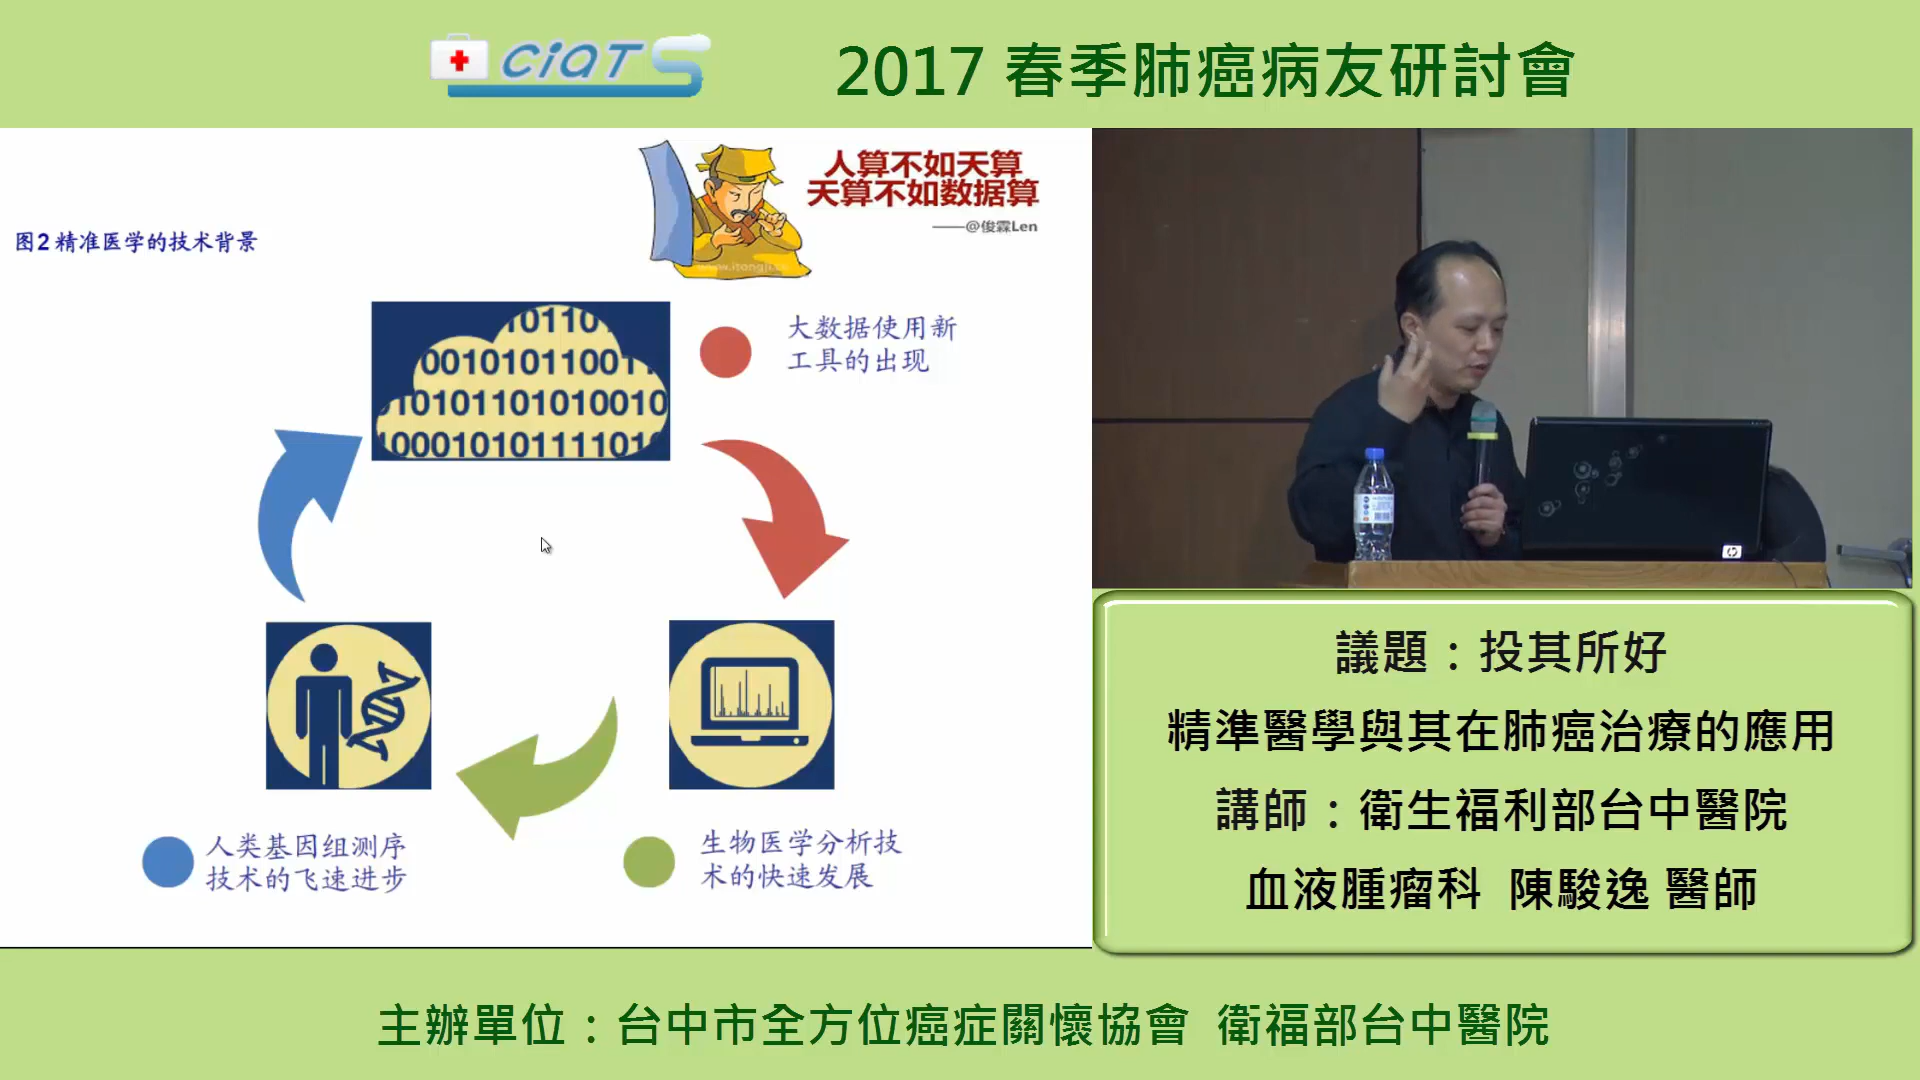 CiAT S
2017 春季肺癌病友研討會
人算不如天算
天算不如数据算
——@俊霖Len
图2 精准医学的技术背景
大数据使用新
工具的出现
人类基因组测序
技术的飞速进步
生物医学分析技
术的快速发展
議題：投其所好
精準醫學與其在肺癌治療的應用
講師：衛生福利部台中醫院
血液腫瘤科 陳駿逸 醫師
主辦單位：台中市全方位癌症關懷協會 衛福部台中醫院